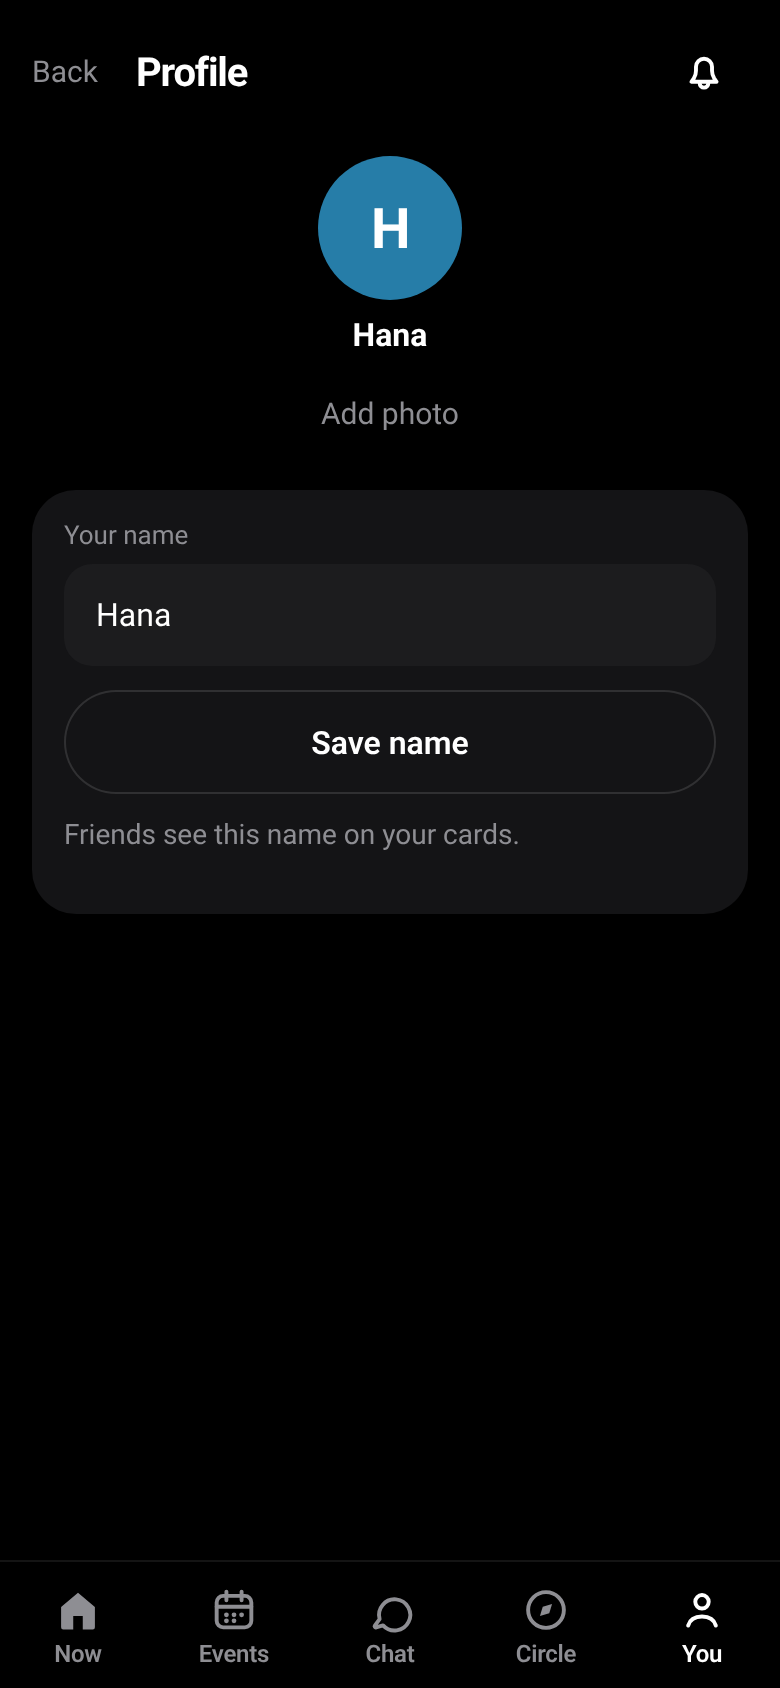 Back Profile
H
Hana
Add photo
Your name
Hana
Save name
Friends see this name on your cards.
Now Events Chat Circle You